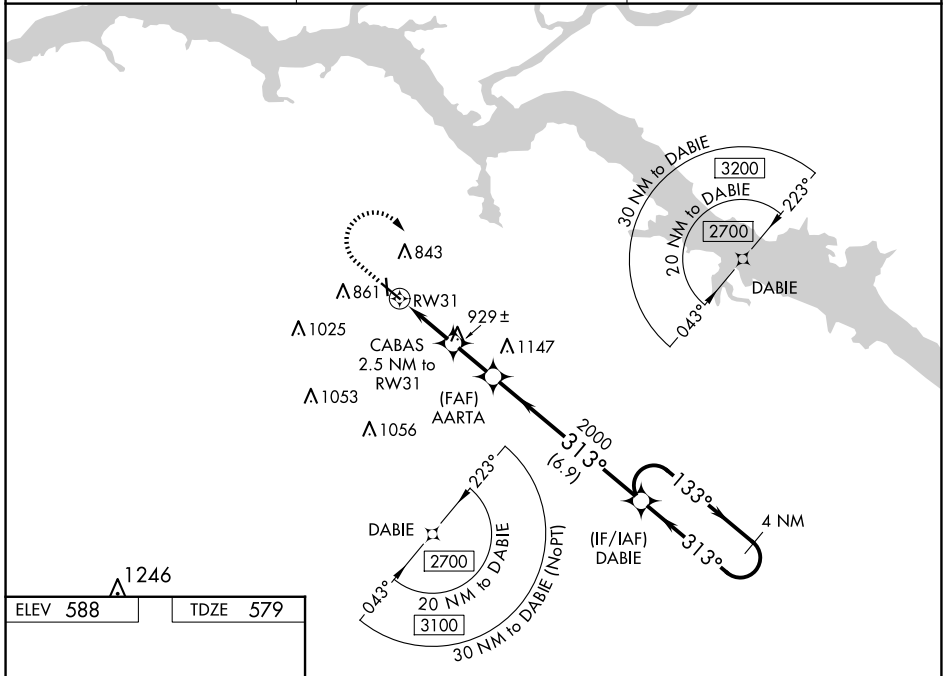 30 NM to DABIE
3200
20 NM to DABIE
2700
223°
043°
DABIE
843
861
RW31
1025
929±
CABAS
2.5 NM to
RW31
1147
(FAF)
AARTA
1053
1056
2000
313°
(6.9)
133°
313°
4 NM
(IF/IAF)
DABIE
223°
DABIE
2700
043°
20 NM to DABIE
3100
30 NM to DABIE (NoPT)
1246
ELEV 588
TDZE 579